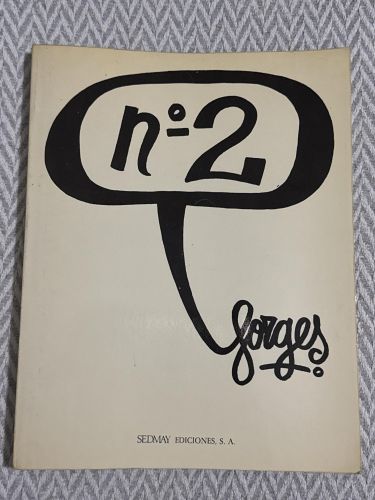 nº2
Forges
SEDMAY EDICIONES, S. A.